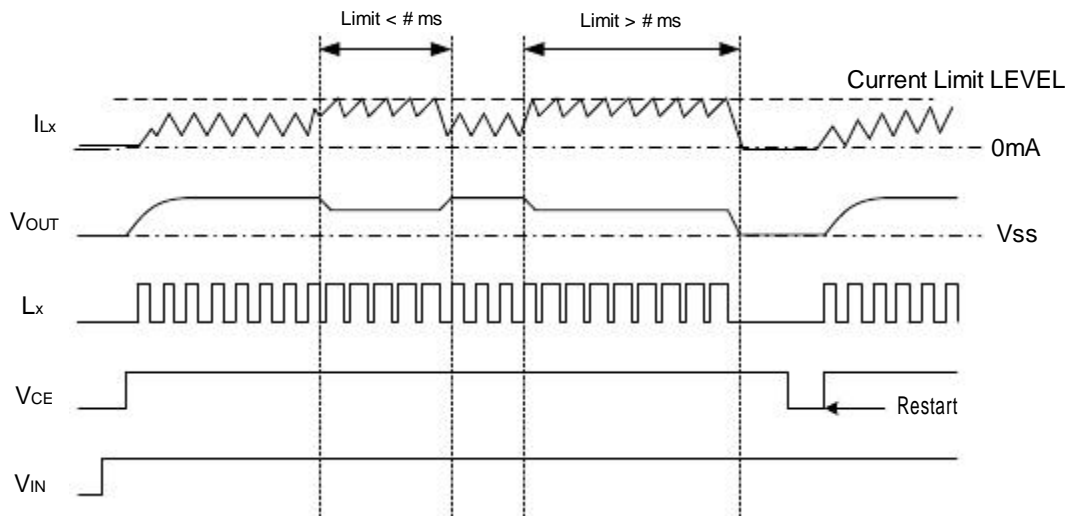 Limit < # ms
Limit > # ms
Current Limit LEVEL
ILx
0mA
VOUT
Vss
Lx
VCE
Restart
VIN